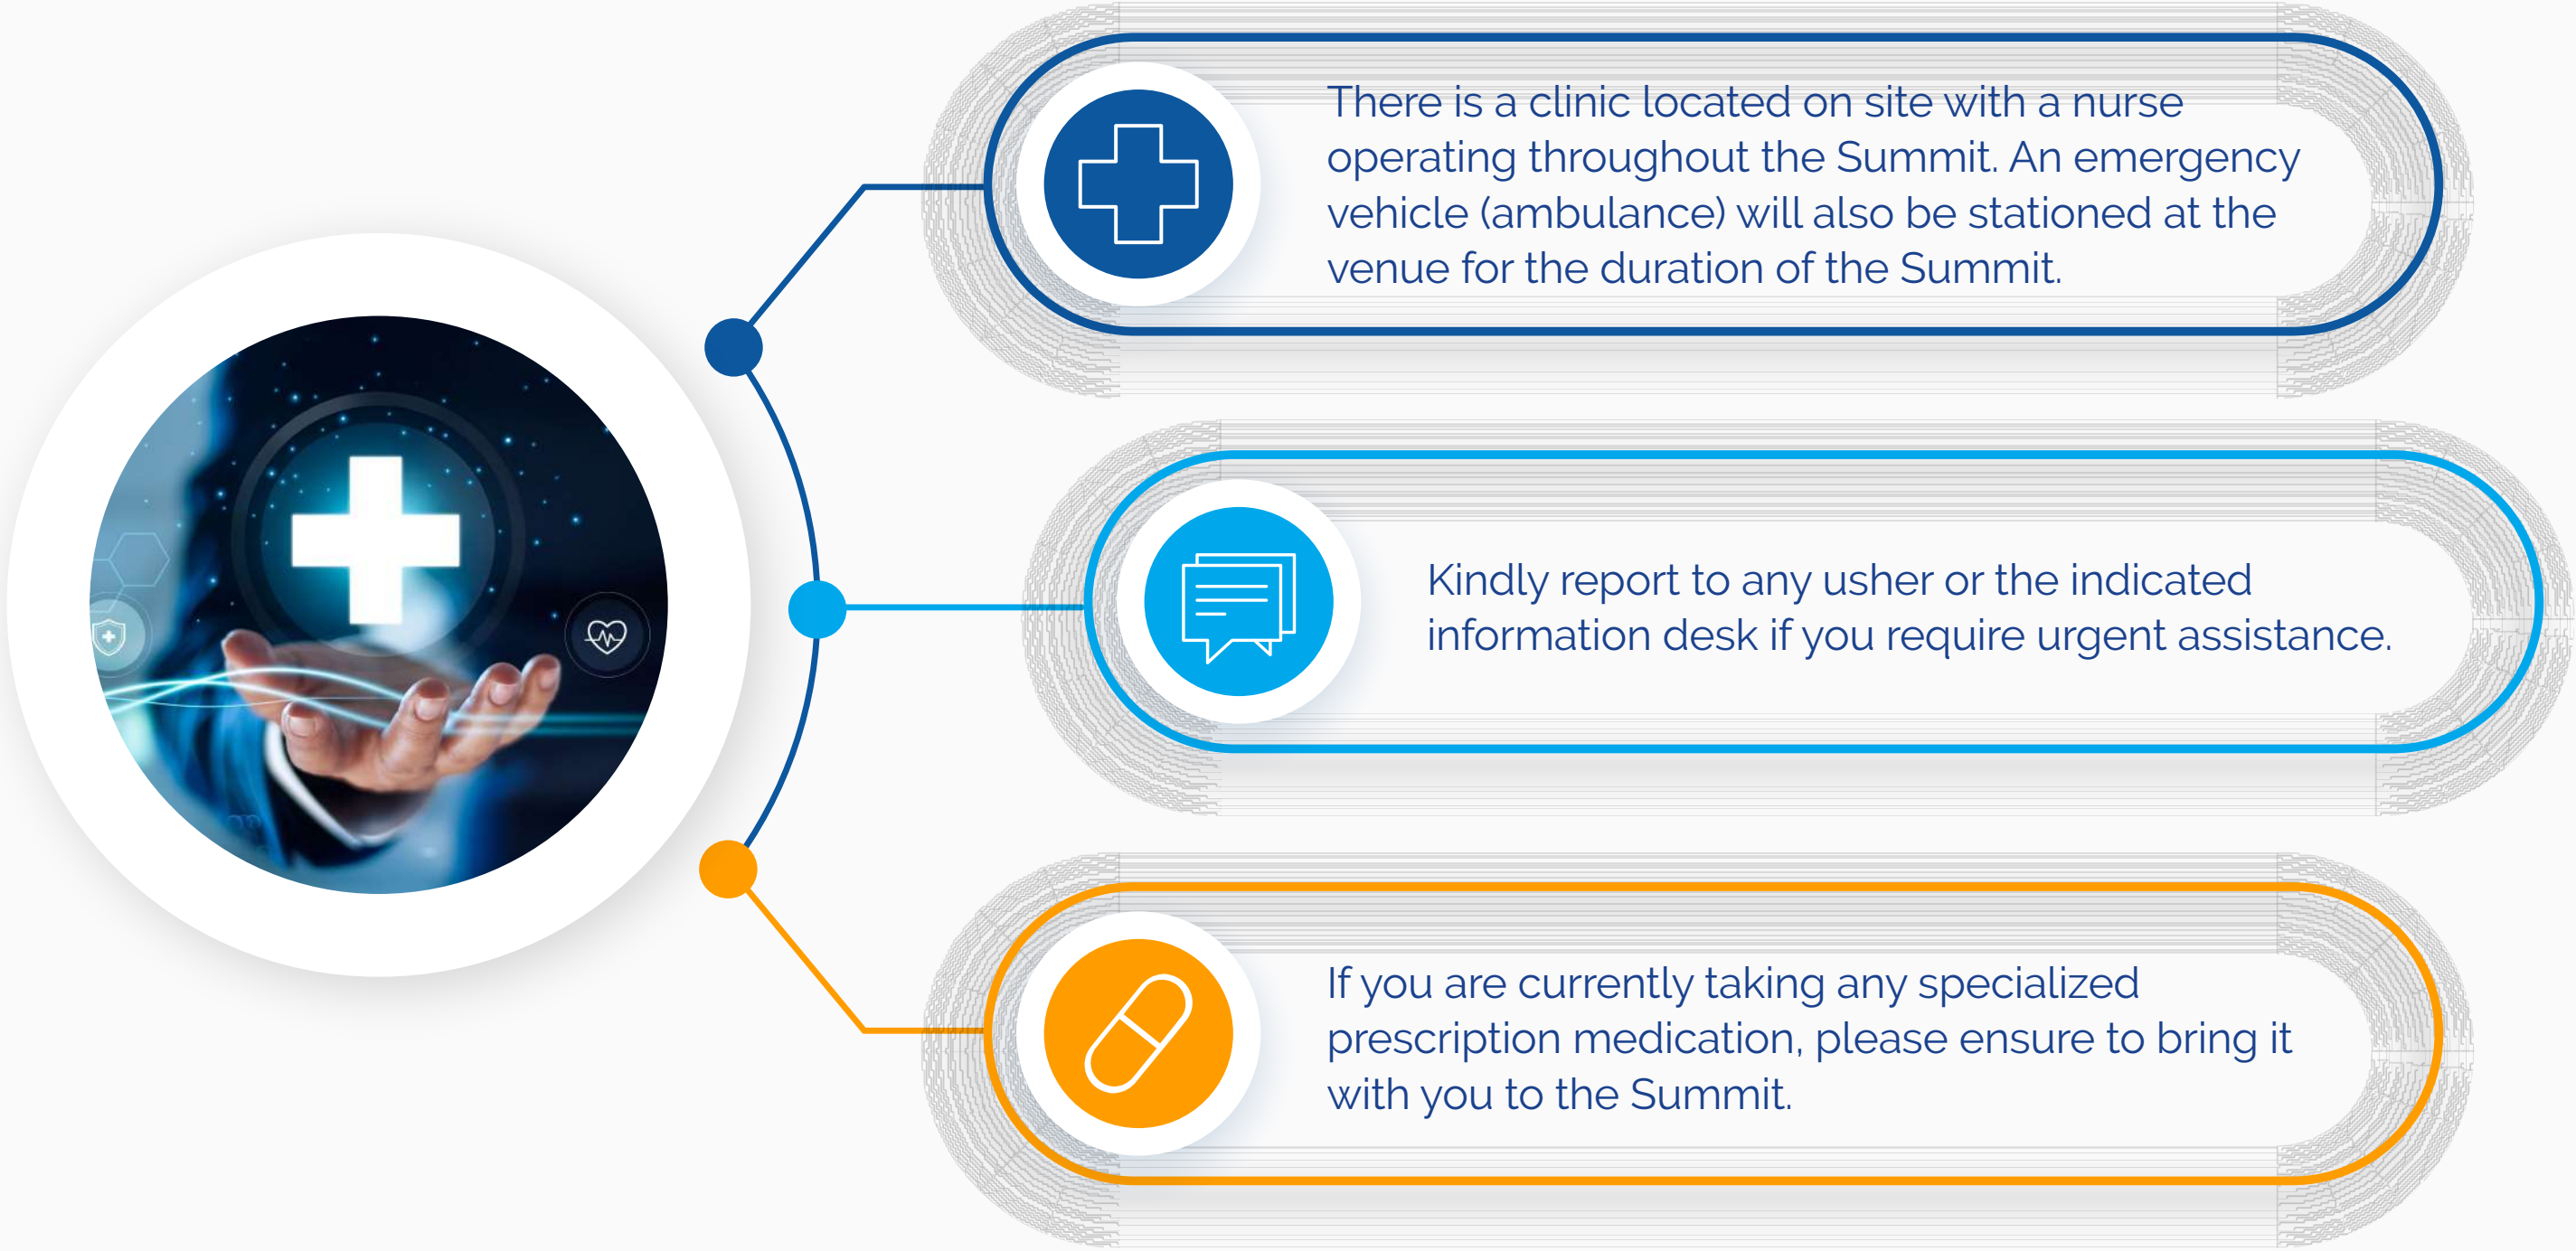 There is a clinic located on site with a nurse
operating throughout the Summit. An emergency
vehicle (ambulance) will also be stationed at the
venue for the duration of the Summit.
Kindly report to any usher or the indicated
information desk if you require urgent assistance.
If you are currently taking any specialized
prescription medication, please ensure to bring it
with you to the Summit.